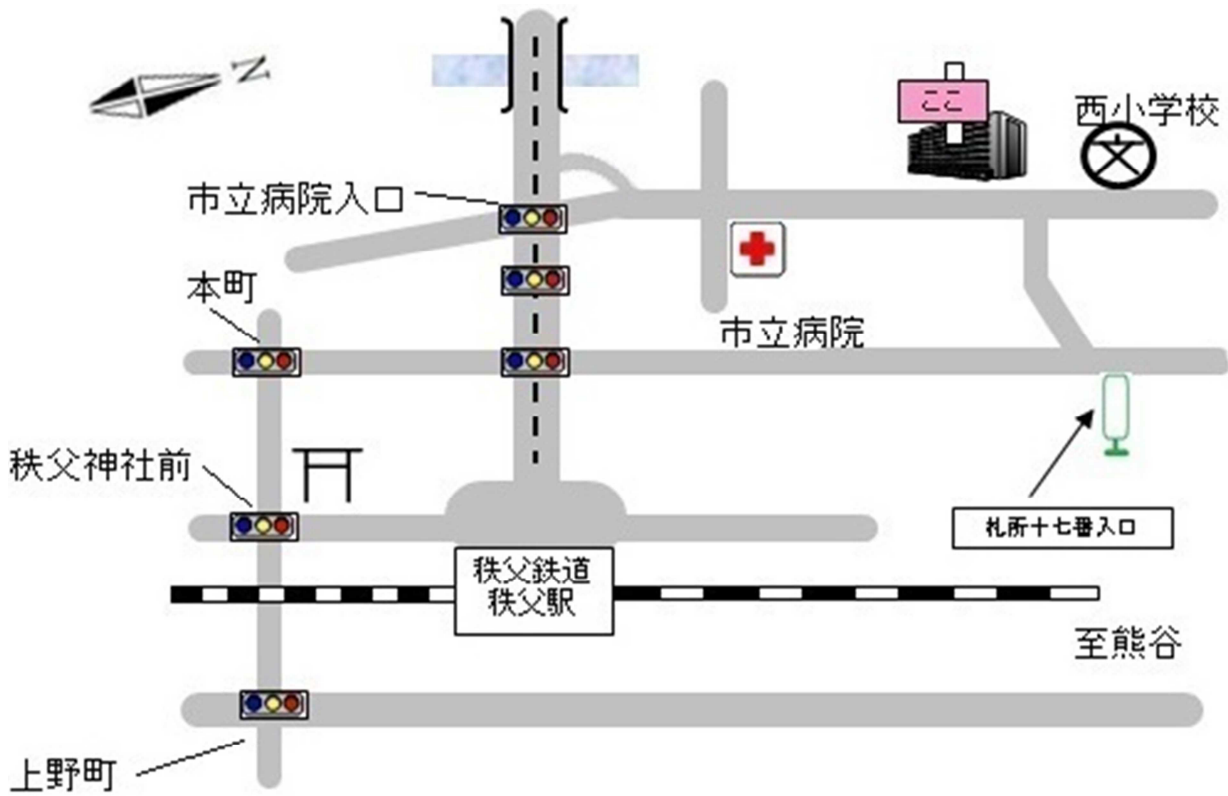 N
ここ
西小学校
文
市立病院入口
本町
市立病院
秩父神社前
札所十七番入口
秩父鉄道
秩父駅
至熊谷
上野町